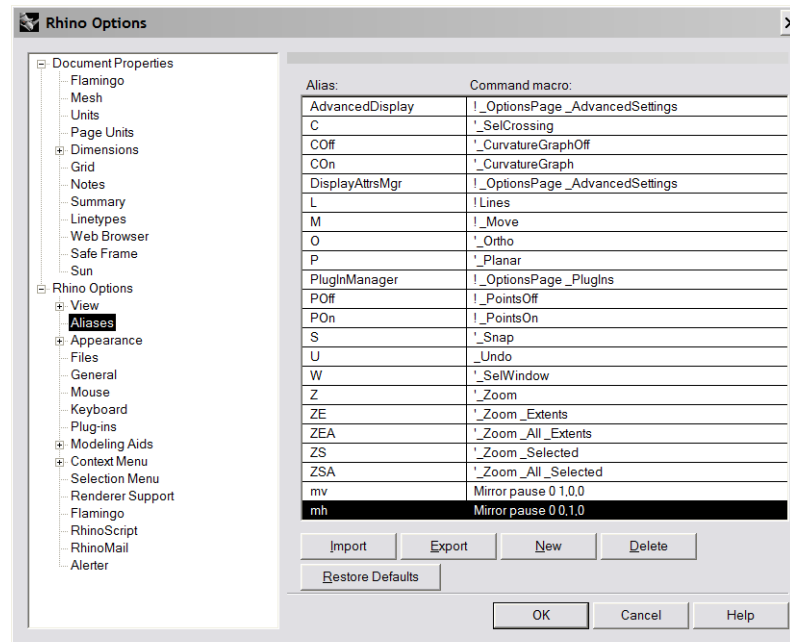 Rhino Options
Document Properties
Flamingo
Mesh
Units
Page Units
Dimensions
Grid
Notes
Summary
Linetypes
Web Browser
Safe Frame
Sun
Rhino Options
View
Aliases
Appearance
Files
General
Mouse
Keyboard
Plug-ins
Modeling Aids
Context Menu
Selection Menu
Renderer Support
Flamingo
RhinoScript
RhinoMail
Alerter
Alias: Command macro:
AdvancedDisplay ! _OptionsPage _AdvancedSettings
C '_SelCrossing
COff '_CurvatureGraphOff
COn '_CurvatureGraph
DisplayAttrsMgr ! _OptionsPage _AdvancedSettings
L ! Lines
M ! _Move
O '_Ortho
P '_Planar
PlugInManager ! _OptionsPage _PlugIns
POff ! _PointsOff
POn ! _PointsOn
S '_Snap
U _Undo
W '_SelWindow
Z '_Zoom
ZE '_Zoom _Extents
ZEA '_Zoom _All _Extents
ZS '_Zoom _Selected
ZSA '_Zoom _All _Selected
mv Mirror pause 0 1,0,0
mh Mirror pause 0 0,1,0
Import Export New Delete
Restore Defaults
OK Cancel Help